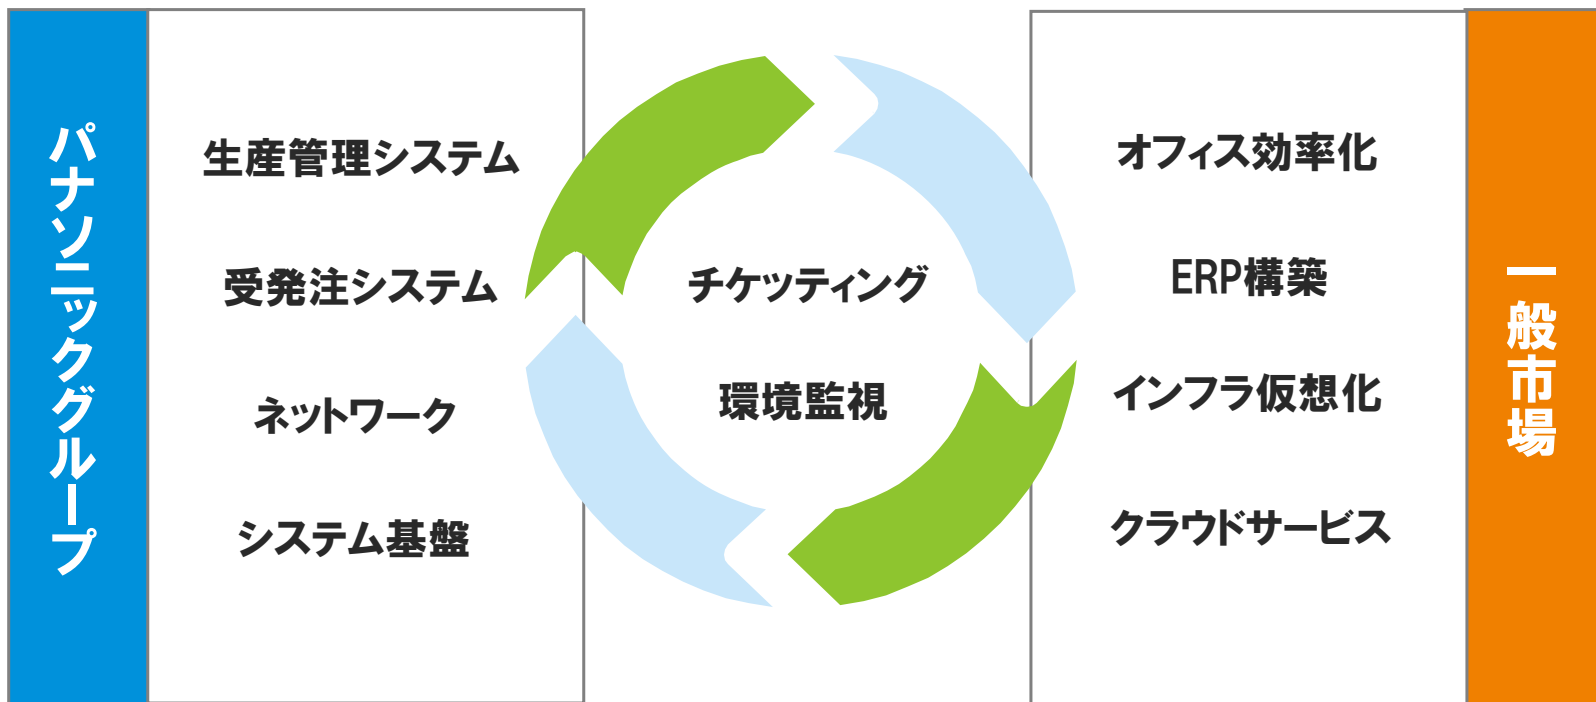 パナソニックグループ
生産管理システム
受発注システム
ネットワーク
システム基盤
チケッティング
環境監視
オフィス効率化
ERP構築
インフラ仮想化
クラウドサービス
一般市場